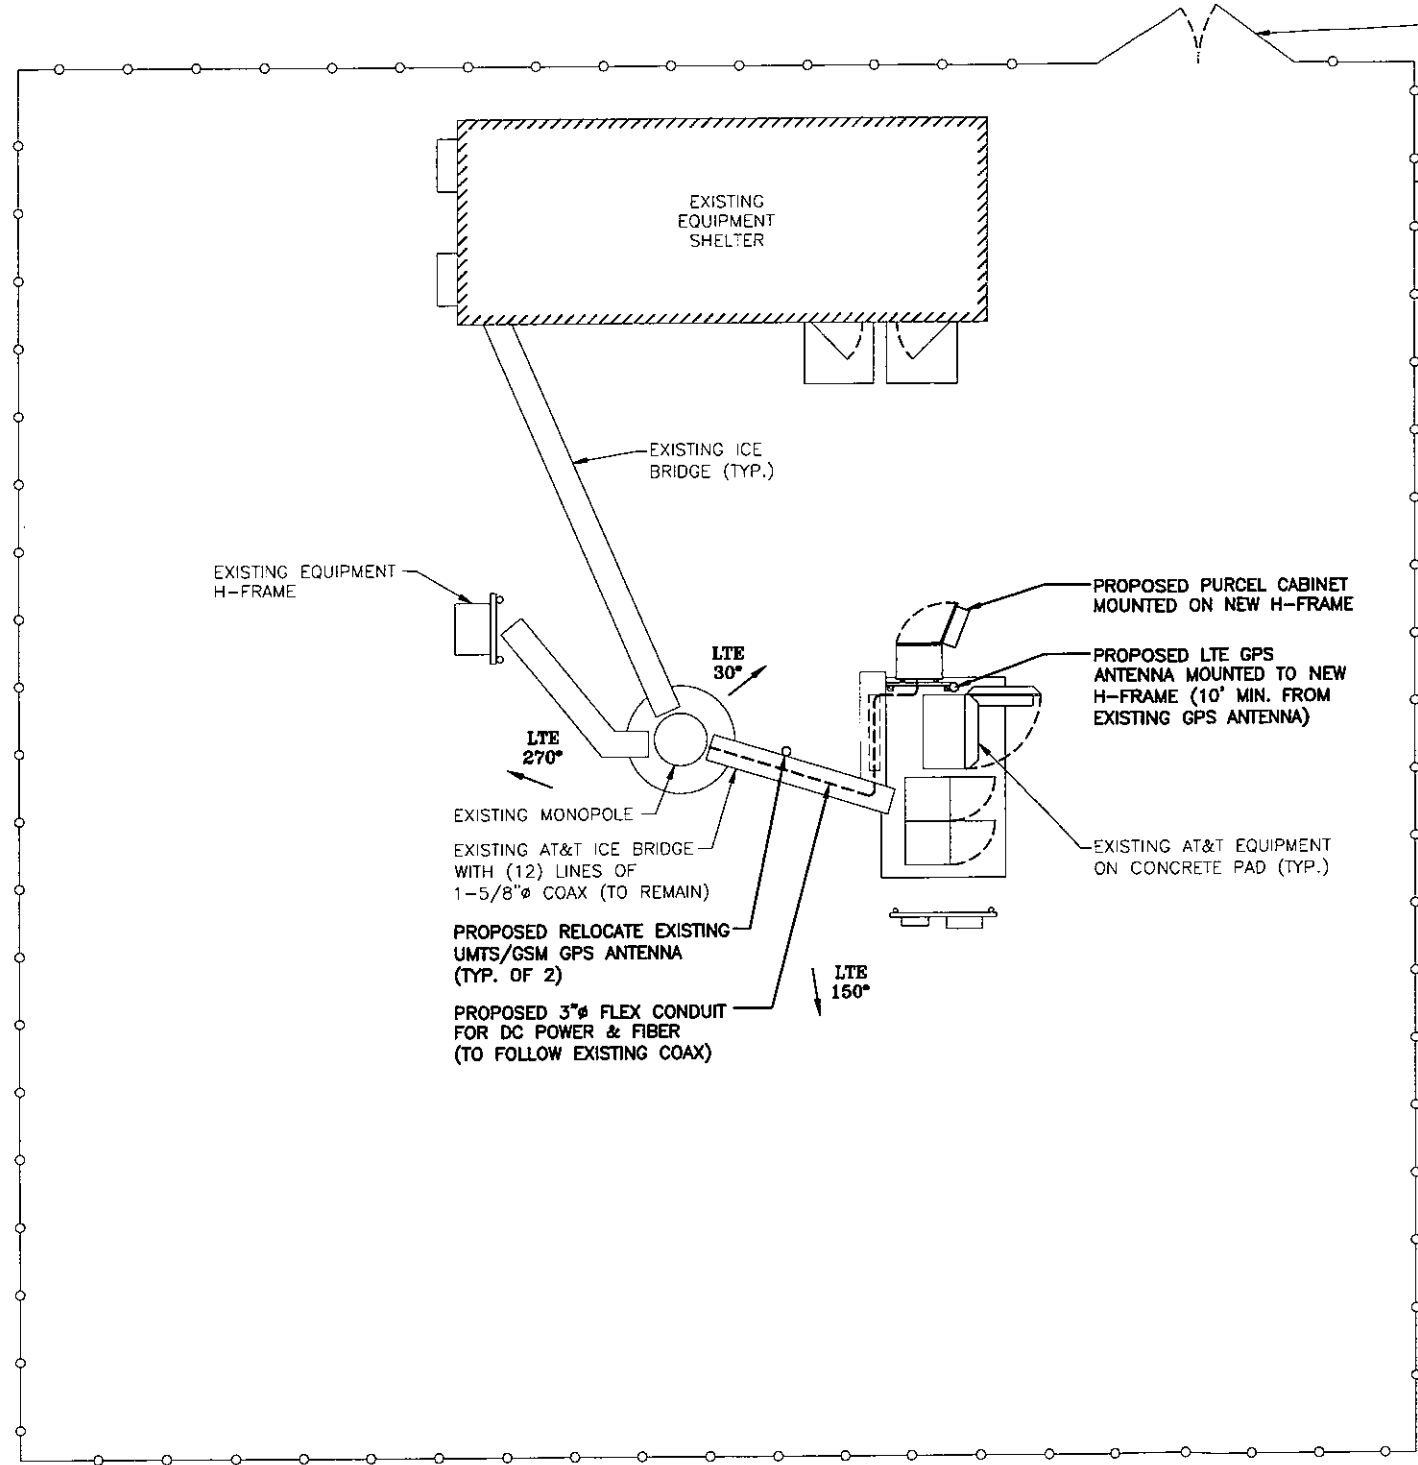 EXISTING
EQUIPMENT
SHELTER
EXISTING ICE
BRIDGE (TYP.)
EXISTING EQUIPMENT
H-FRAME
PROPOSED PURCEL CABINET
MOUNTED ON NEW H-FRAME
LTE
30°
PROPOSED LTE GPS
ANTENNA MOUNTED TO NEW
H-FRAME (10' MIN. FROM
EXISTING GPS ANTENNA)
LTE
270°
EXISTING MONOPOLE
EXISTING AT&T ICE BRIDGE
WITH (12) LINES OF
1-5/8"ø COAX (TO REMAIN)
EXISTING AT&T EQUIPMENT
ON CONCRETE PAD (TYP.)
PROPOSED RELOCATE EXISTING
UMTS/GSM GPS ANTENNA
(TYP. OF 2)
LTE
150°
PROPOSED 3"ø FLEX CONDUIT
FOR DC POWER & FIBER
(TO FOLLOW EXISTING COAX)